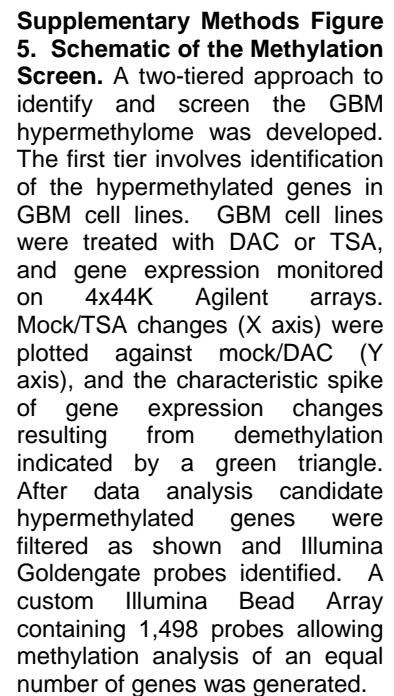 Supplementary Methods Figure
5. Schematic of the Methylation
Screen. A two-tiered approach to
identify and screen the GBM
hypermethylome was developed.
The first tier involves identification
of the hypermethylated genes in
GBM cell lines. GBM cell lines
were treated with DAC or TSA,
and gene expression monitored
on 4x44K Agilent arrays.
Mock/TSA changes (X axis) were
plotted against mock/DAC (Y
axis), and the characteristic spike
of gene expression changes
resulting from demethylation
indicated by a green triangle.
After data analysis candidate
hypermethylated genes were
filtered as shown and Illumina
Goldengate probes identified. A
custom Illumina Bead Array
containing 1,498 probes allowing
methylation analysis of an equal
number of genes was generated.